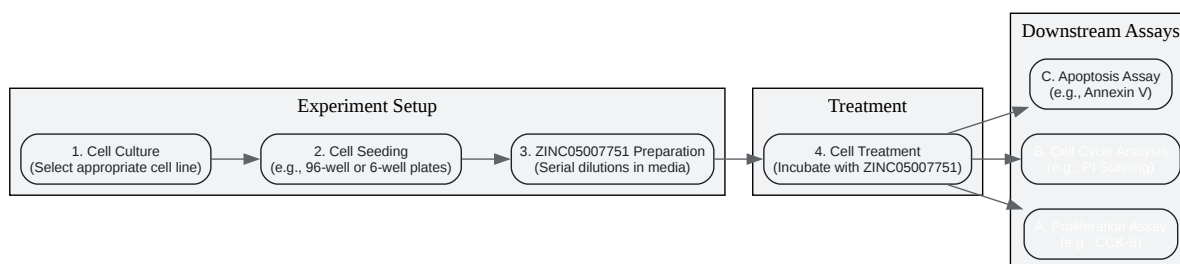 Experiment Setup
1. Cell Culture
(Select appropriate cell line)
2. Cell Seeding
(e.g., 96-well or 6-well plates)
3. ZINC05007751 Preparation
(Serial dilutions in media)
Treatment
4. Cell Treatment
(Incubate with ZINC05007751)
Downstream Assays
C. Apoptosis Assay
(e.g., Annexin V)
B. Cell Cycle Analysis
(e.g., PI Staining)
A. Proliferation Assay
(e.g., CCK-8)